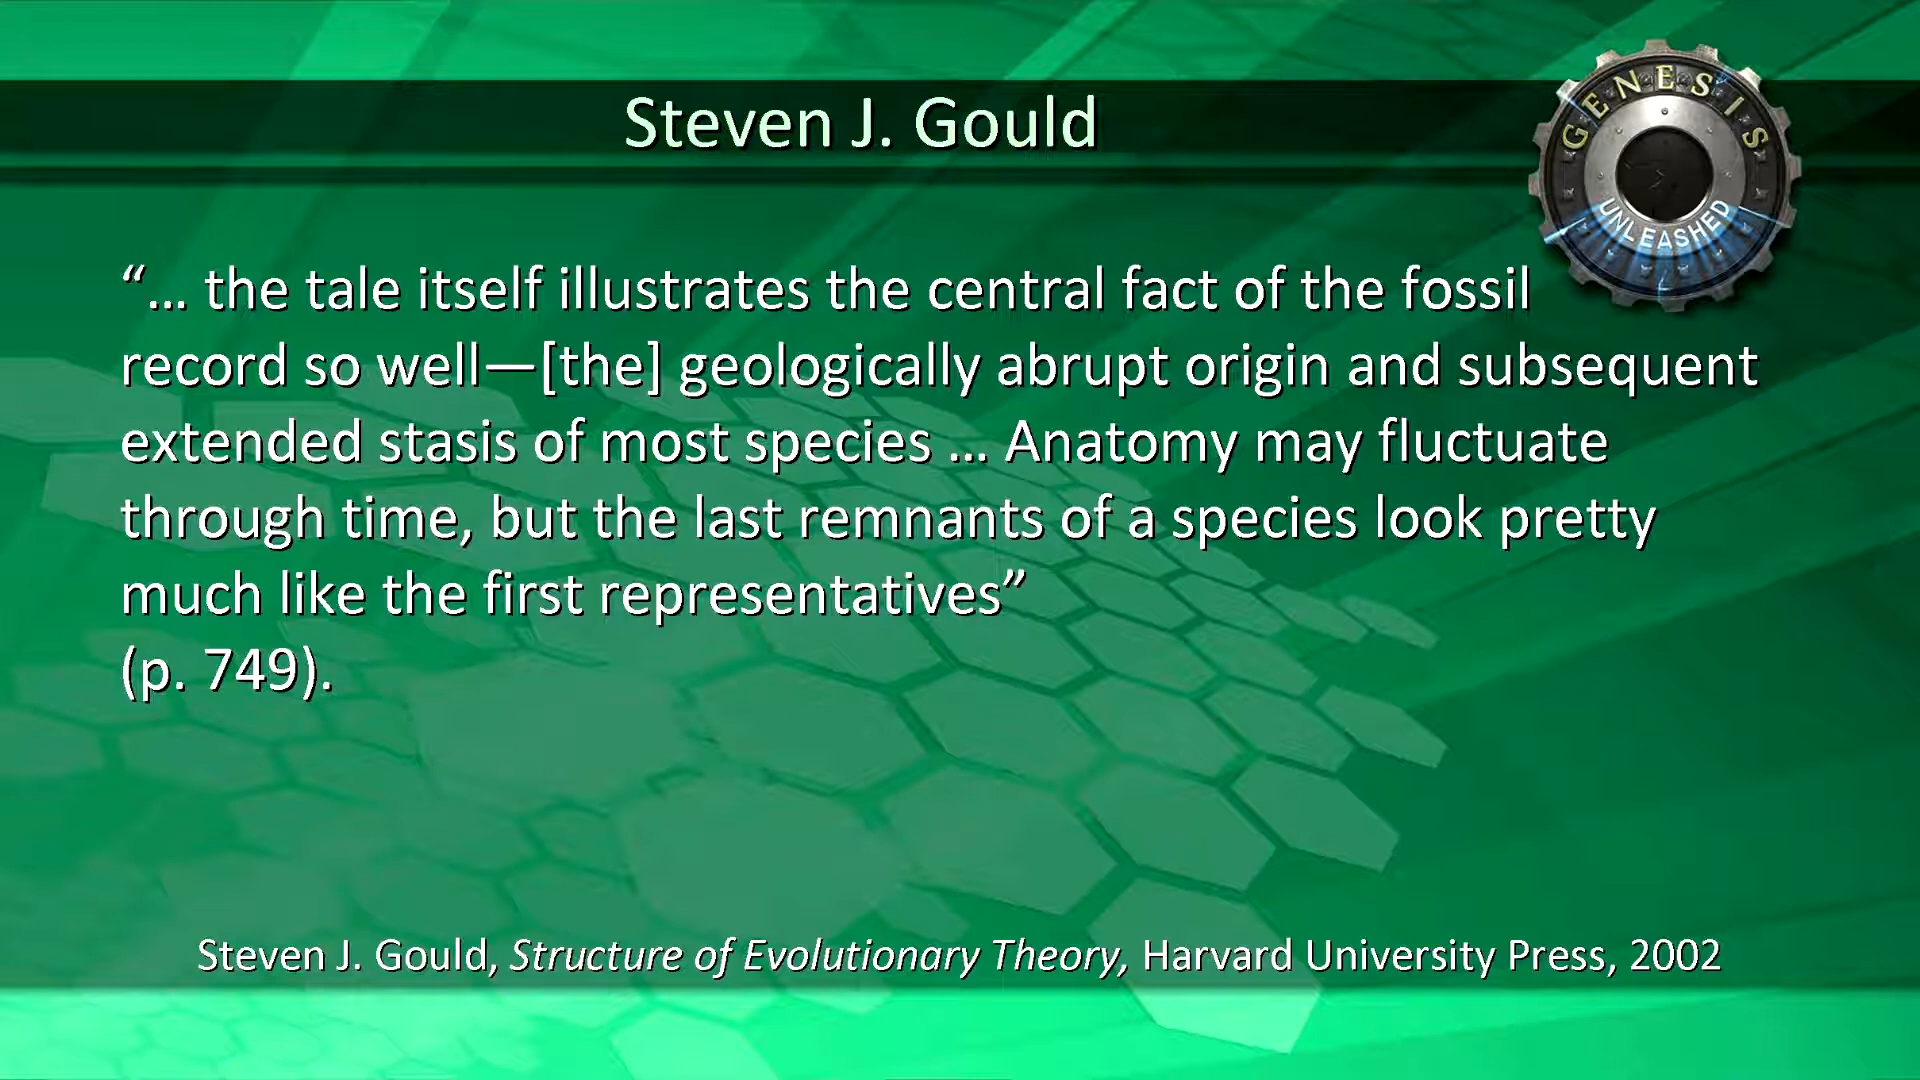 Steven J. Gould
GENESIS
UNLEASHED
“… the tale itself illustrates the central fact of the fossil
record so well—[the] geologically abrupt origin and subsequent
extended stasis of most species … Anatomy may fluctuate
through time, but the last remnants of a species look pretty
much like the first representatives”
(p. 749).
Steven J. Gould, Structure of Evolutionary Theory, Harvard University Press, 2002